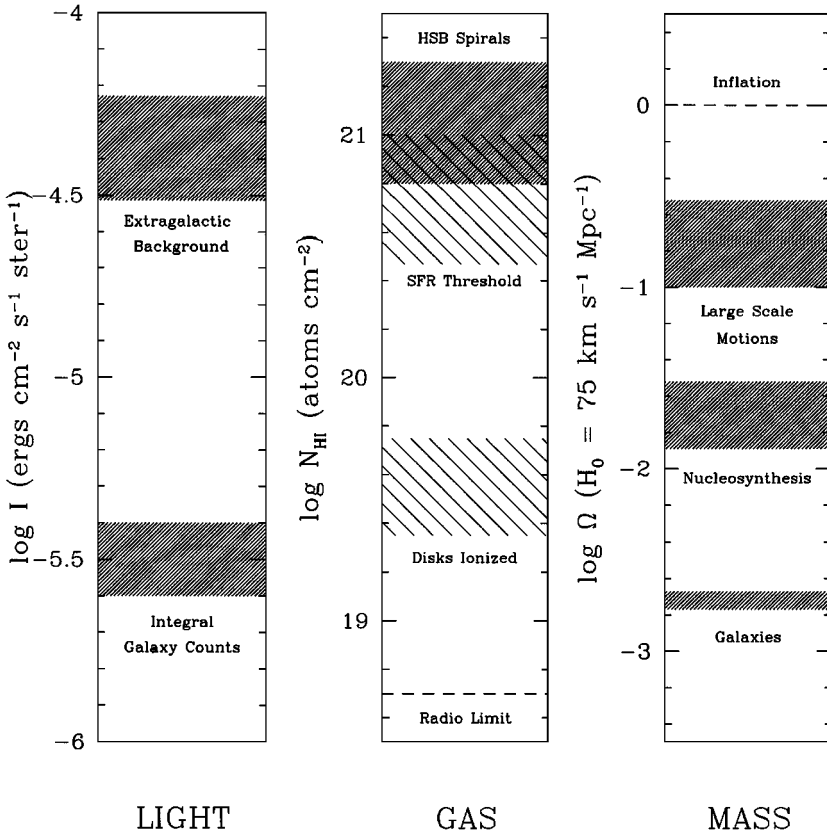 log I (ergs cm⁻² s⁻¹ ster⁻¹)
-4
-4.5
-5
-5.5
-6
Extragalactic
Background
Integral
Galaxy Counts
LIGHT
log N_HI (atoms cm⁻²)
21
20
19
HSB Spirals
SFR Threshold
Disks Ionized
Radio Limit
GAS
log Ω (H₀ = 75 km s⁻¹ Mpc⁻¹)
0
-1
-2
-3
Inflation
Large Scale
Motions
Nucleosynthesis
Galaxies
MASS